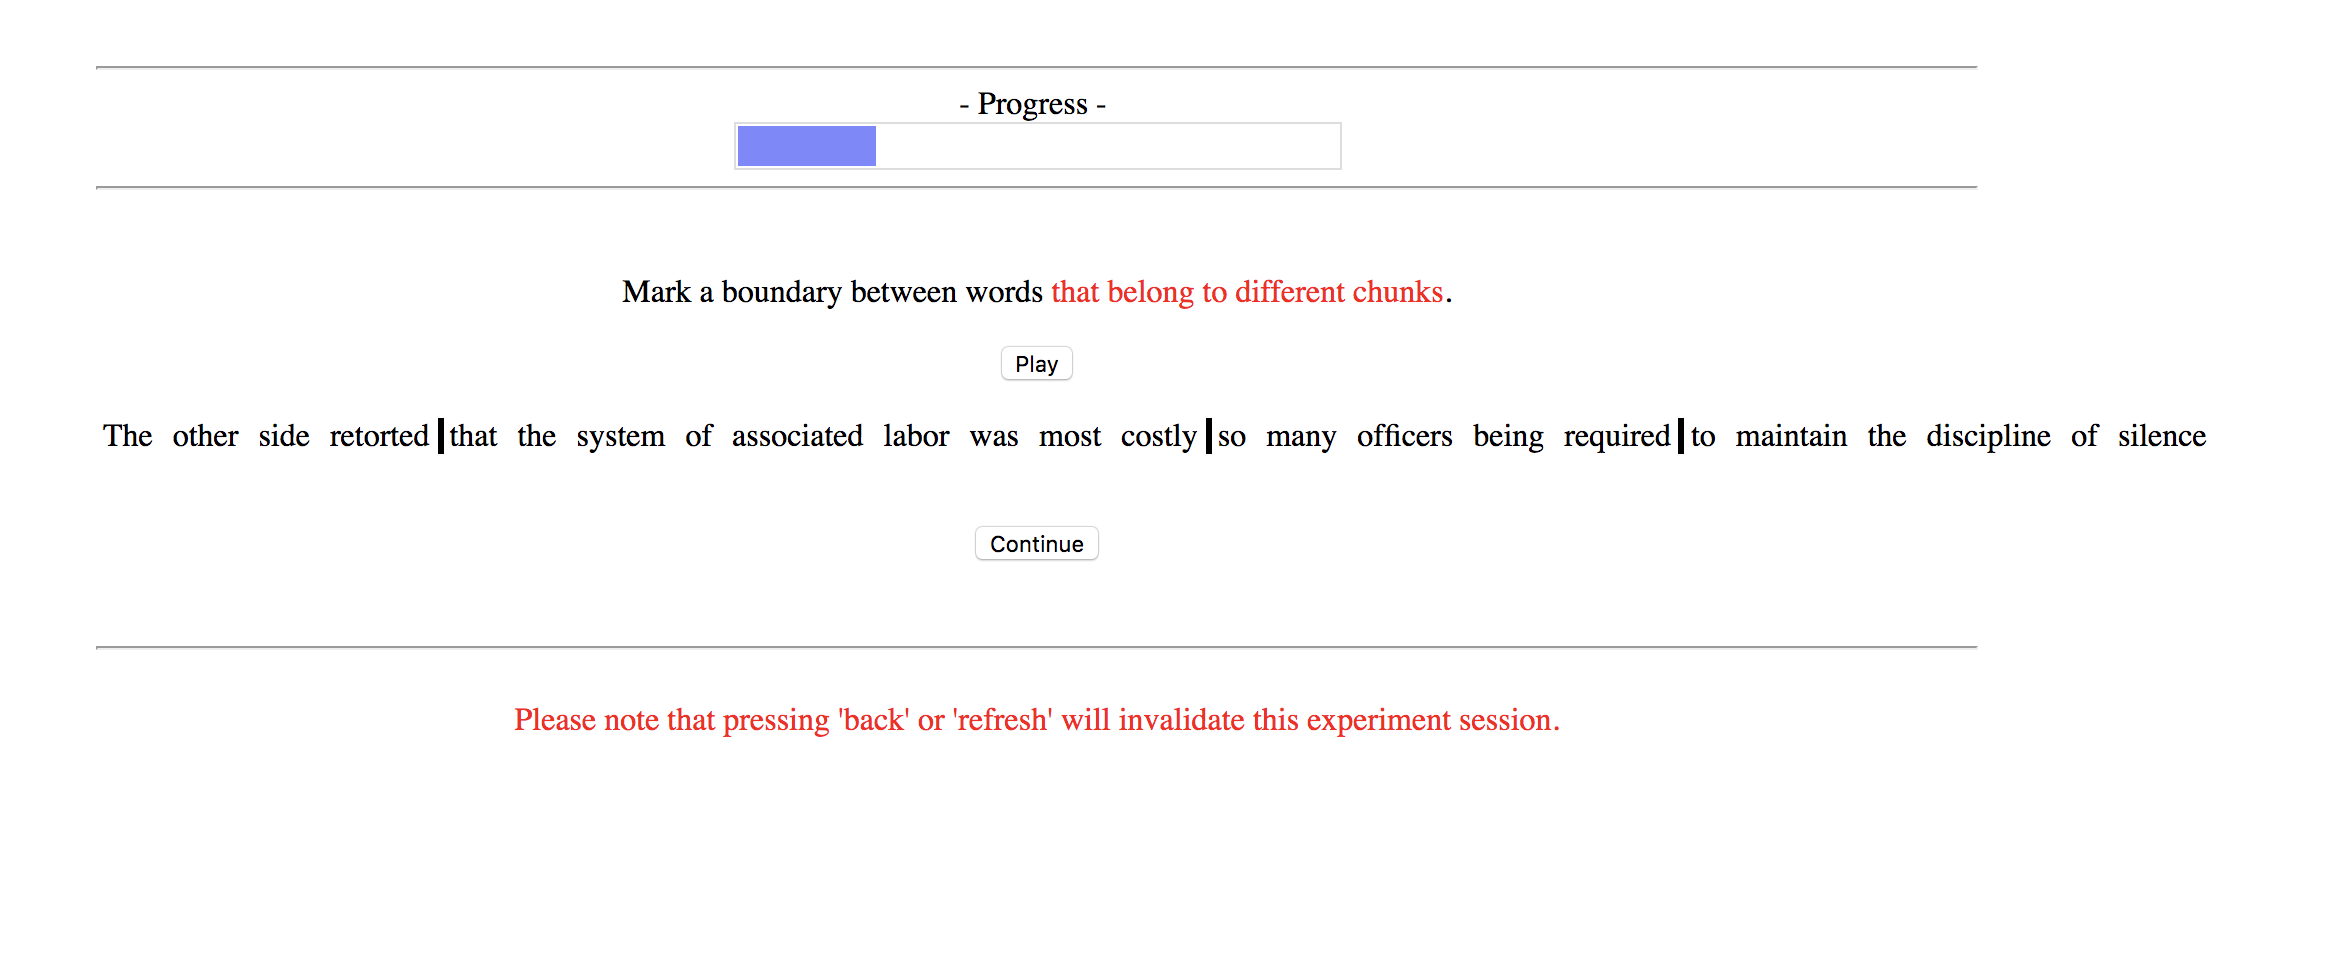 - Progress -
Mark a boundary between words that belong to different chunks.
Play
The other side retorted that the system of associated labor was most costly so many officers being required to maintain the discipline of silence
Continue
Please note that pressing 'back' or 'refresh' will invalidate this experiment session.